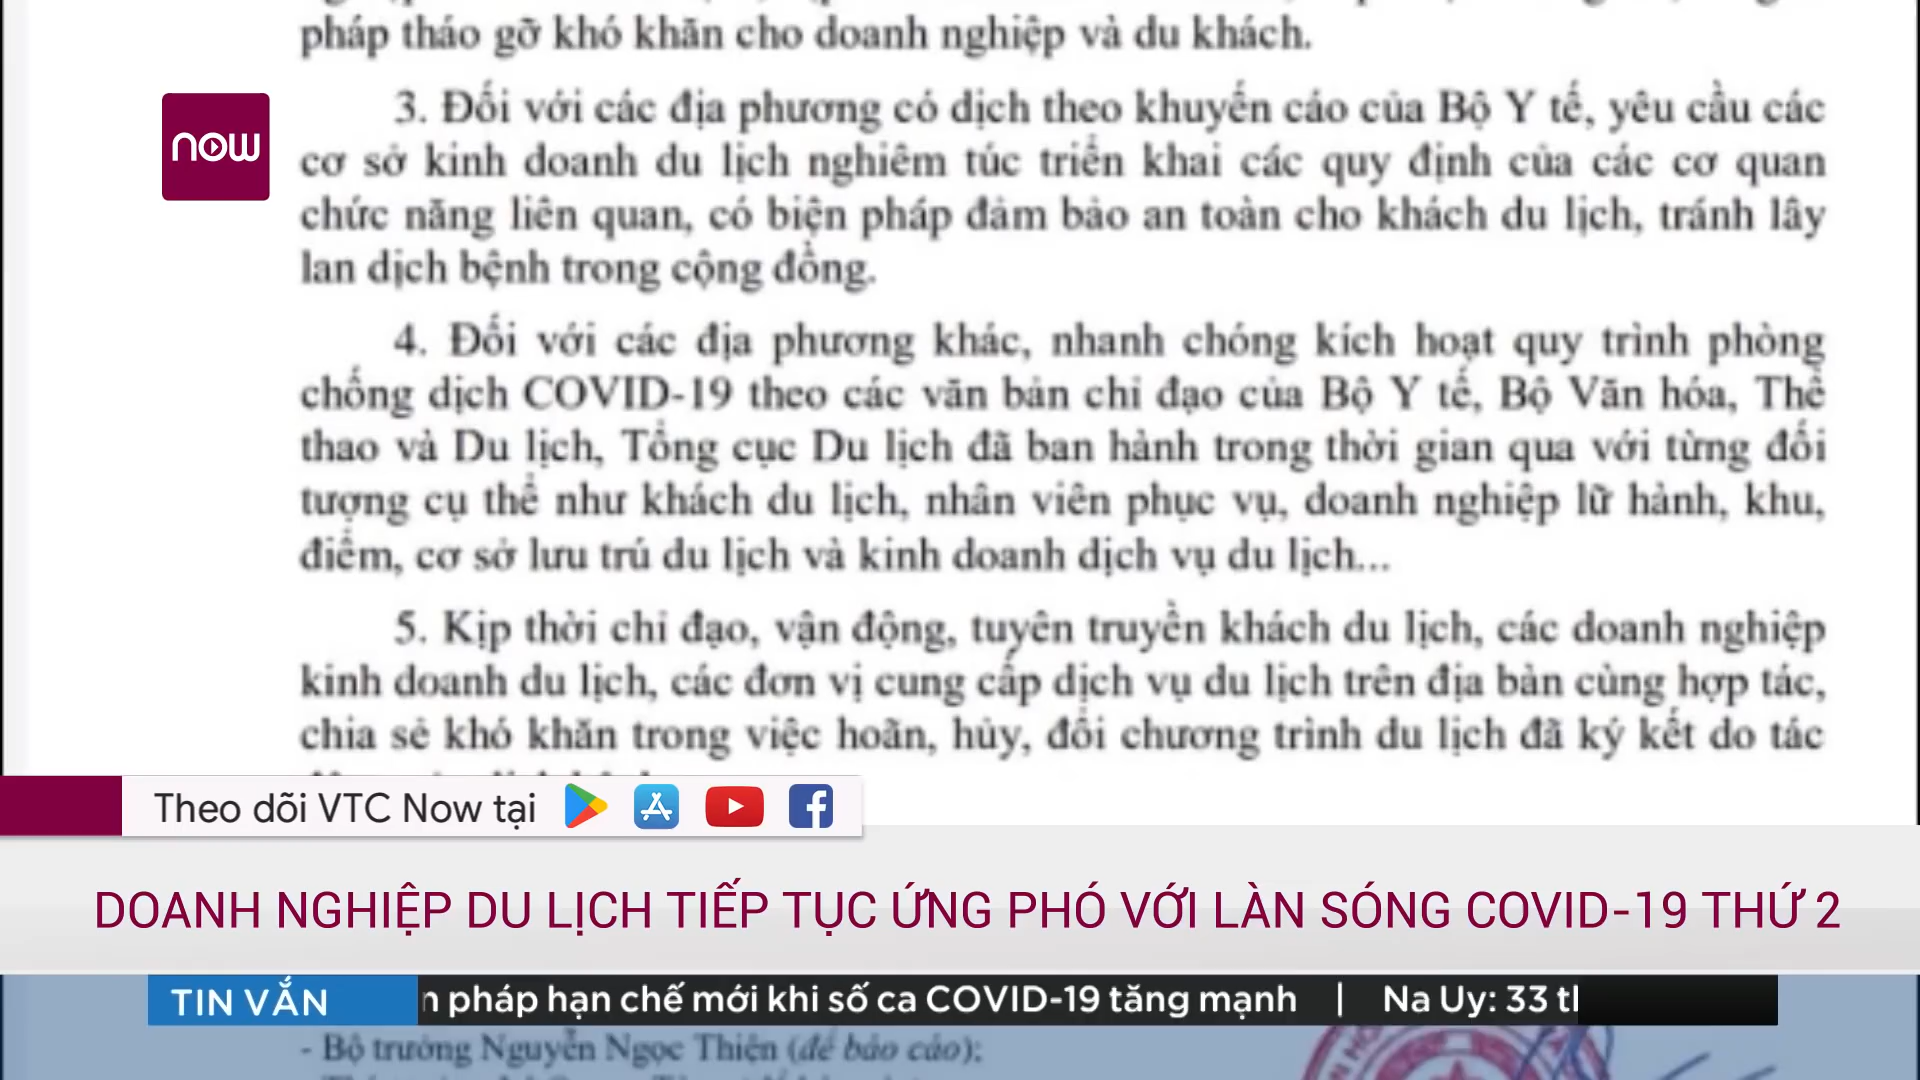 pháp tháo gỡ khó khăn cho doanh nghiệp và du khách.
now
3. Đối với các địa phương có dịch theo khuyến cáo của Bộ Y tế, yêu cầu các
cơ sở kinh doanh du lịch nghiêm túc triển khai các quy định của các cơ quan
chức năng liên quan, có biện pháp đảm bảo an toàn cho khách du lịch, tránh lây
lan dịch bệnh trong cộng đồng.
4. Đối với các địa phương khác, nhanh chóng kích hoạt quy trình phòng
chống dịch COVID-19 theo các văn bản chỉ đạo của Bộ Y tế, Bộ Văn hóa, Thể
thao và Du lịch, Tổng cục Du lịch đã ban hành trong thời gian qua với từng đối
tượng cụ thể như khách du lịch, nhân viên phục vụ, doanh nghiệp lữ hành, khu,
điểm, cơ sở lưu trú du lịch và kinh doanh dịch vụ du lịch...
5. Kịp thời chỉ đạo, vận động, tuyên truyền khách du lịch, các doanh nghiệp
kinh doanh du lịch, các đơn vị cung cấp dịch vụ du lịch trên địa bàn cùng hợp tác,
chia sẻ khó khăn trong việc hoãn, hủy, đổi chương trình du lịch đã ký kết do tác
Theo dõi VTC Now tại
DOANH NGHIỆP DU LỊCH TIẾP TỤC ỨNG PHÓ VỚI LÀN SÓNG COVID-19 THỨ 2
TIN VẮN
n pháp hạn chế mới khi số ca COVID-19 tăng mạnh | Na Uy: 33
- Bộ trưởng Nguyễn Ngọc Thiện (để báo cáo);